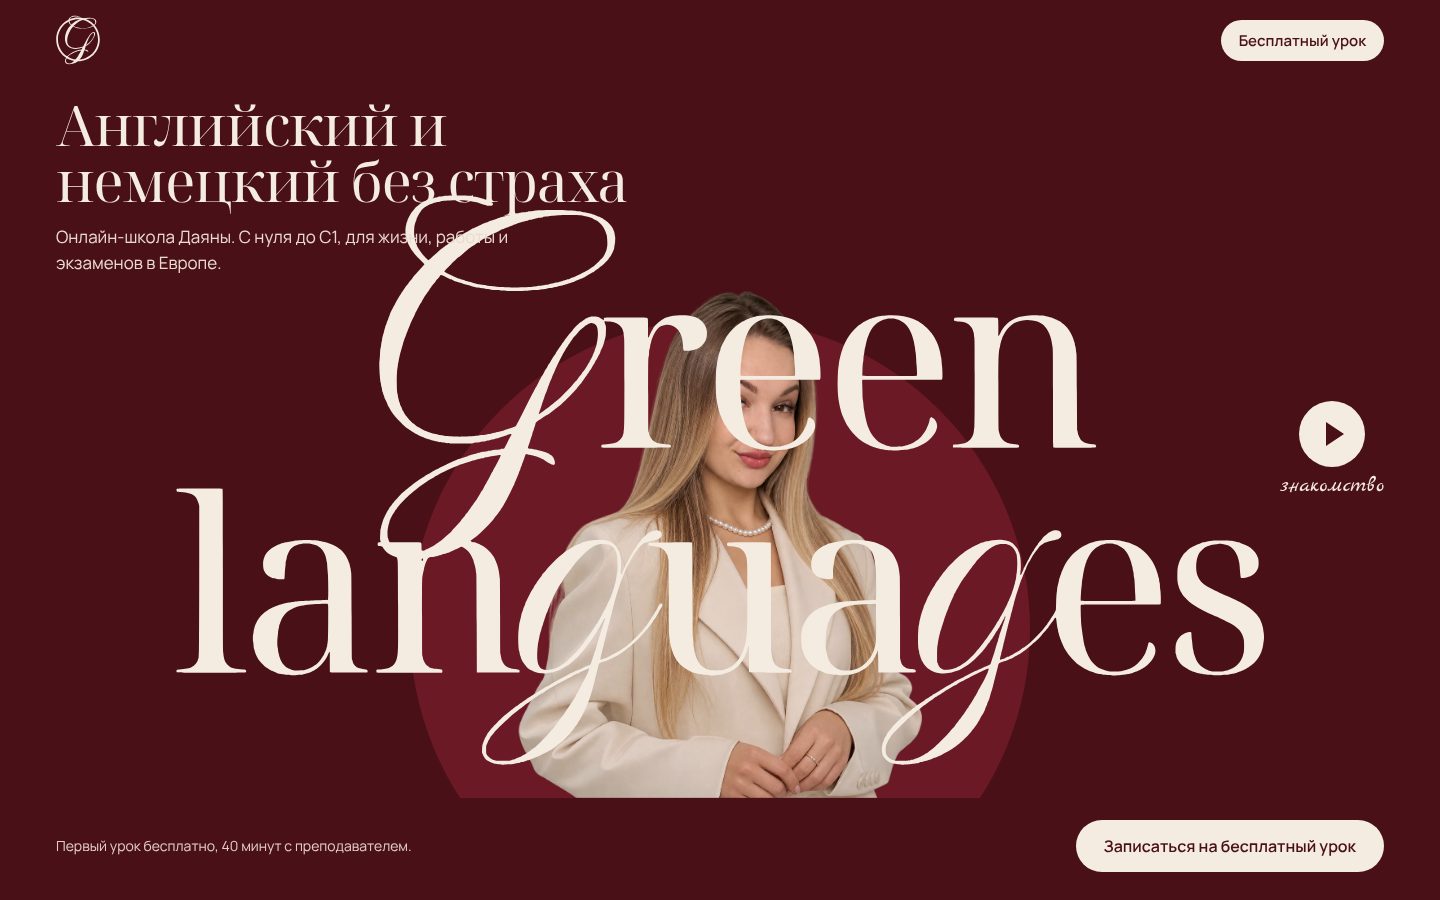 G
Бесплатный урок
Английский и
немецкий без страха
Онлайн-школа Даяны. С нуля до C1, для жизни, работы и
экзаменов в Европе.
Green
languages
знакомство
Первый урок бесплатно, 40 минут с преподавателем.
Записаться на бесплатный урок